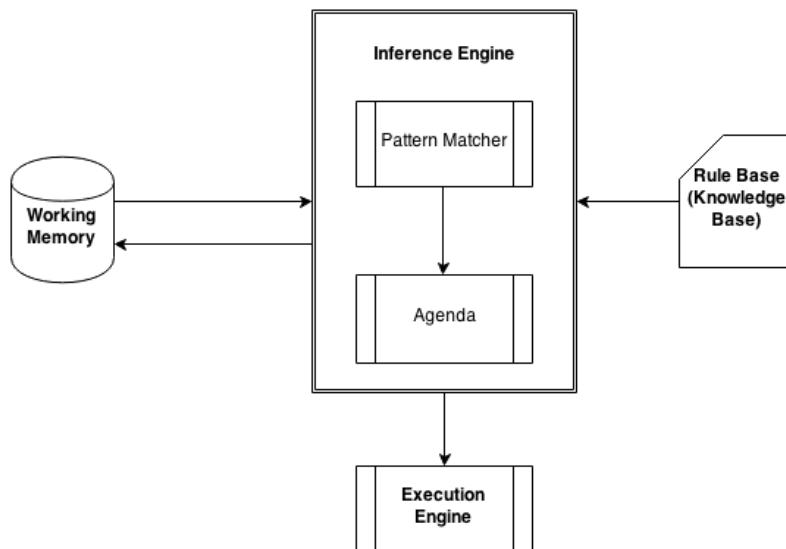 Inference Engine
Pattern Matcher
Working
Memory
Rule Base
(Knowledge
Base)
Agenda
Execution
Engine